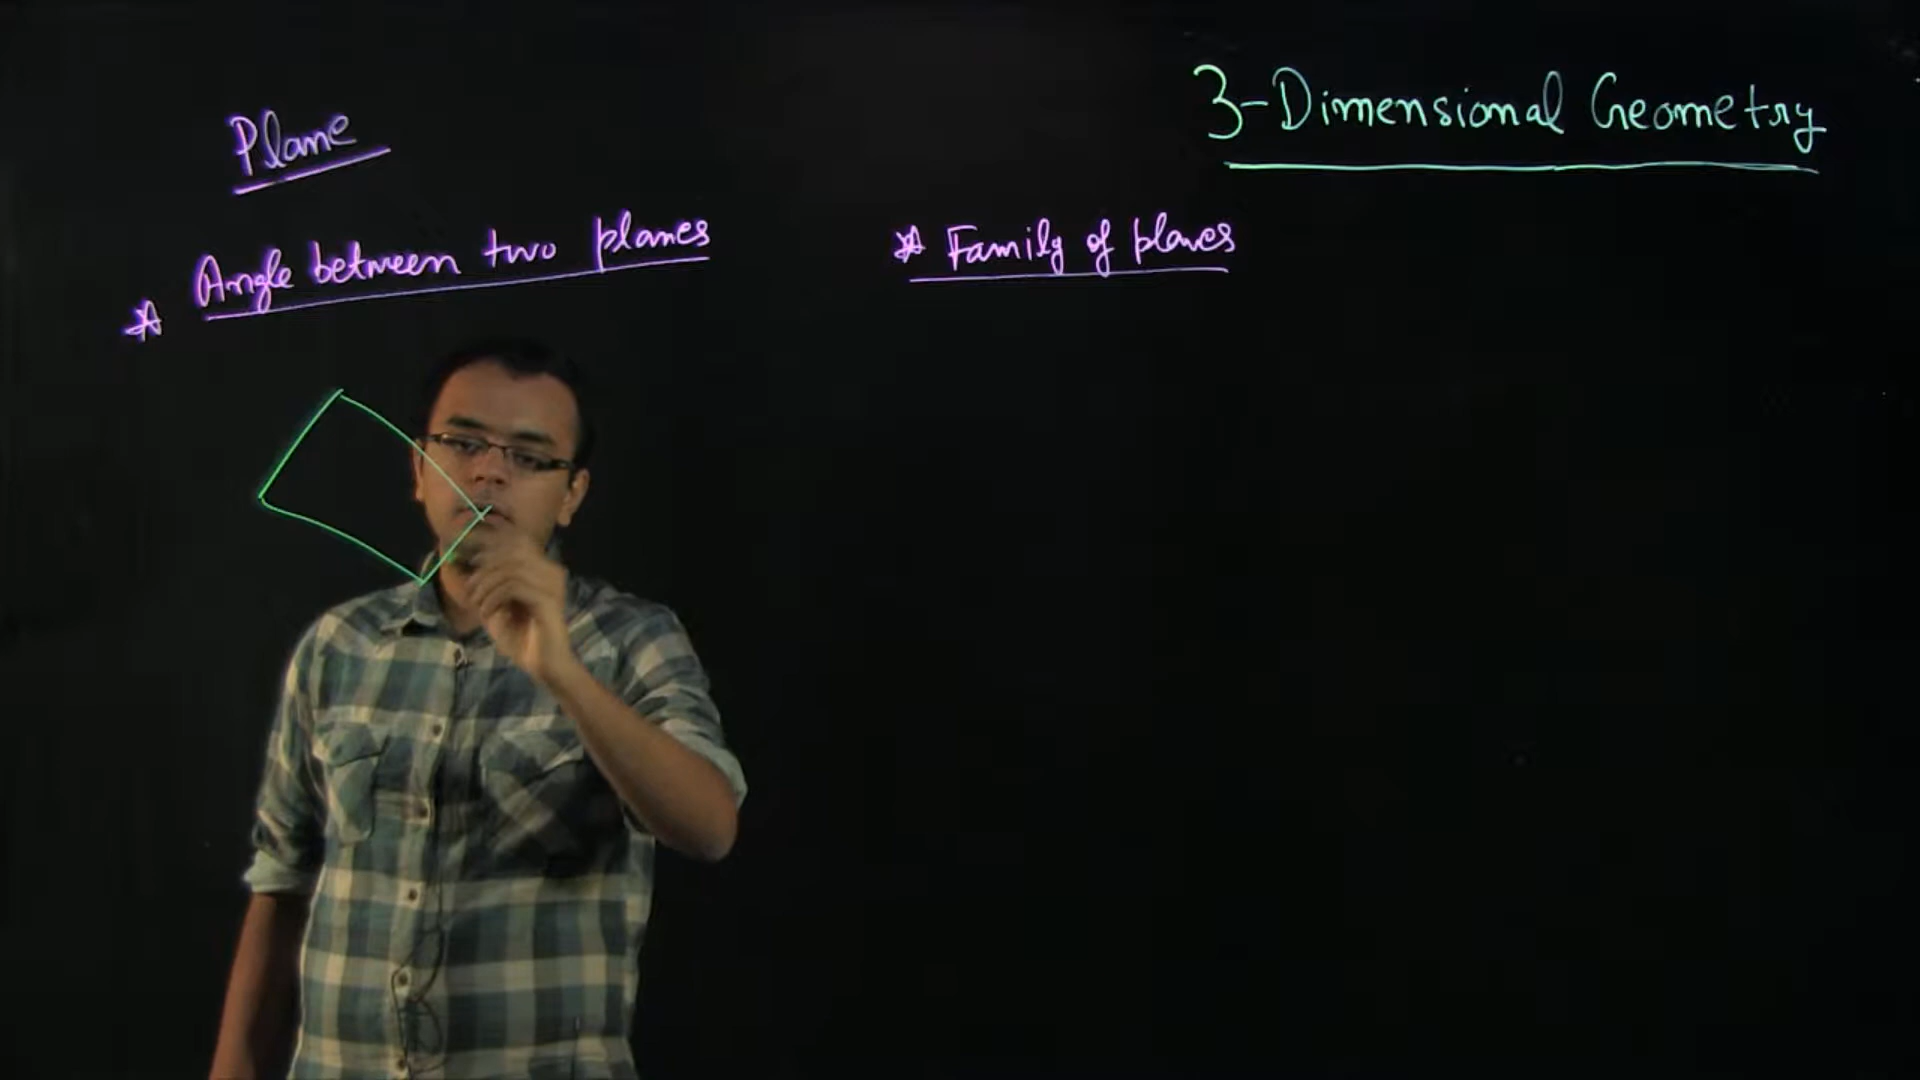 3-Dimensional Geometry
Plane
* Angle between two planes
* Family of planes